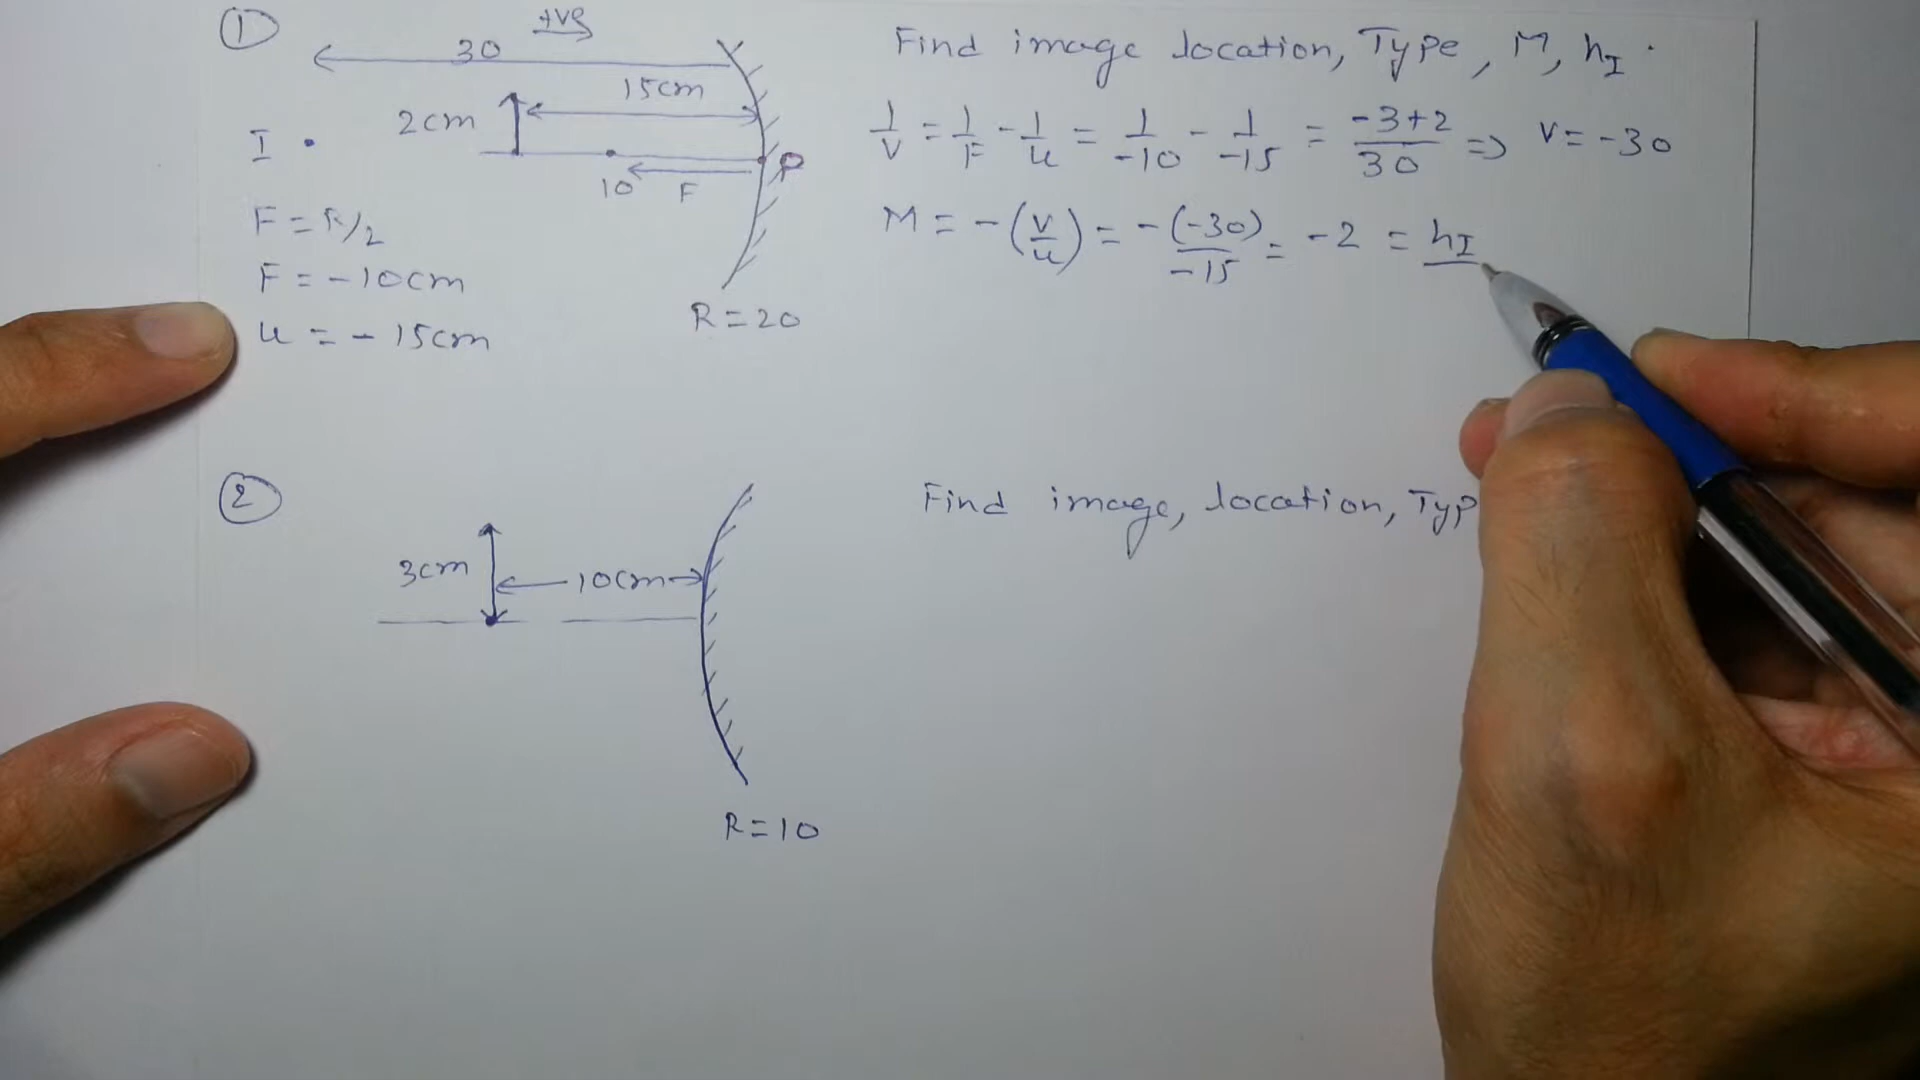 ① +ve
30
15cm
2cm
I
P
10 F
F = R/2
F = -10cm
u = - 15cm
R = 20
Find image location, Type, M, hI .
1/v = 1/F - 1/u = 1/-10 - 1/-15 = -3+2/30 => v = -30
M = -(v/u) = -(-30)/-15 = -2 = hI
②
3cm
10cm
R = 10
Find image, location, Typ